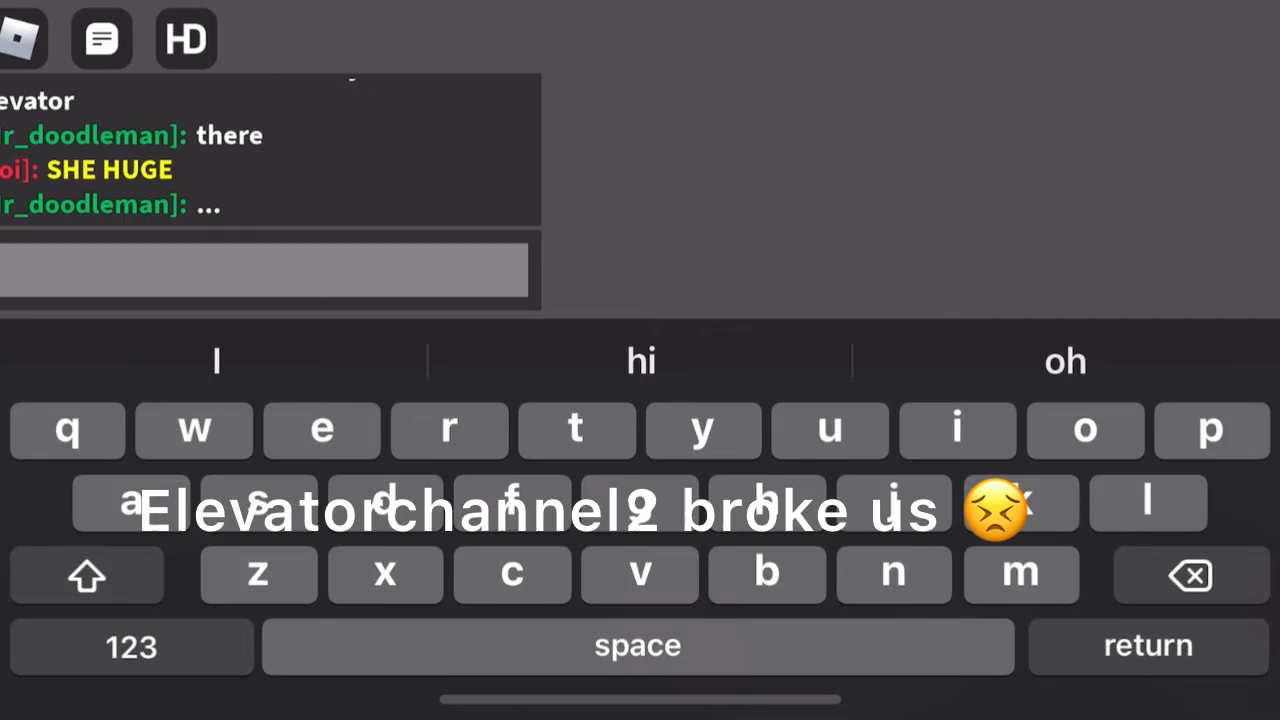 HD
evator
r_doodleman]: there
oi]: SHE HUGE
r_doodleman]: ...
I hi oh
q w e r t y u i o p
a s d f g h j k l
Elevatorchannel2 broke us 😣
z x c v b n m
123 space return